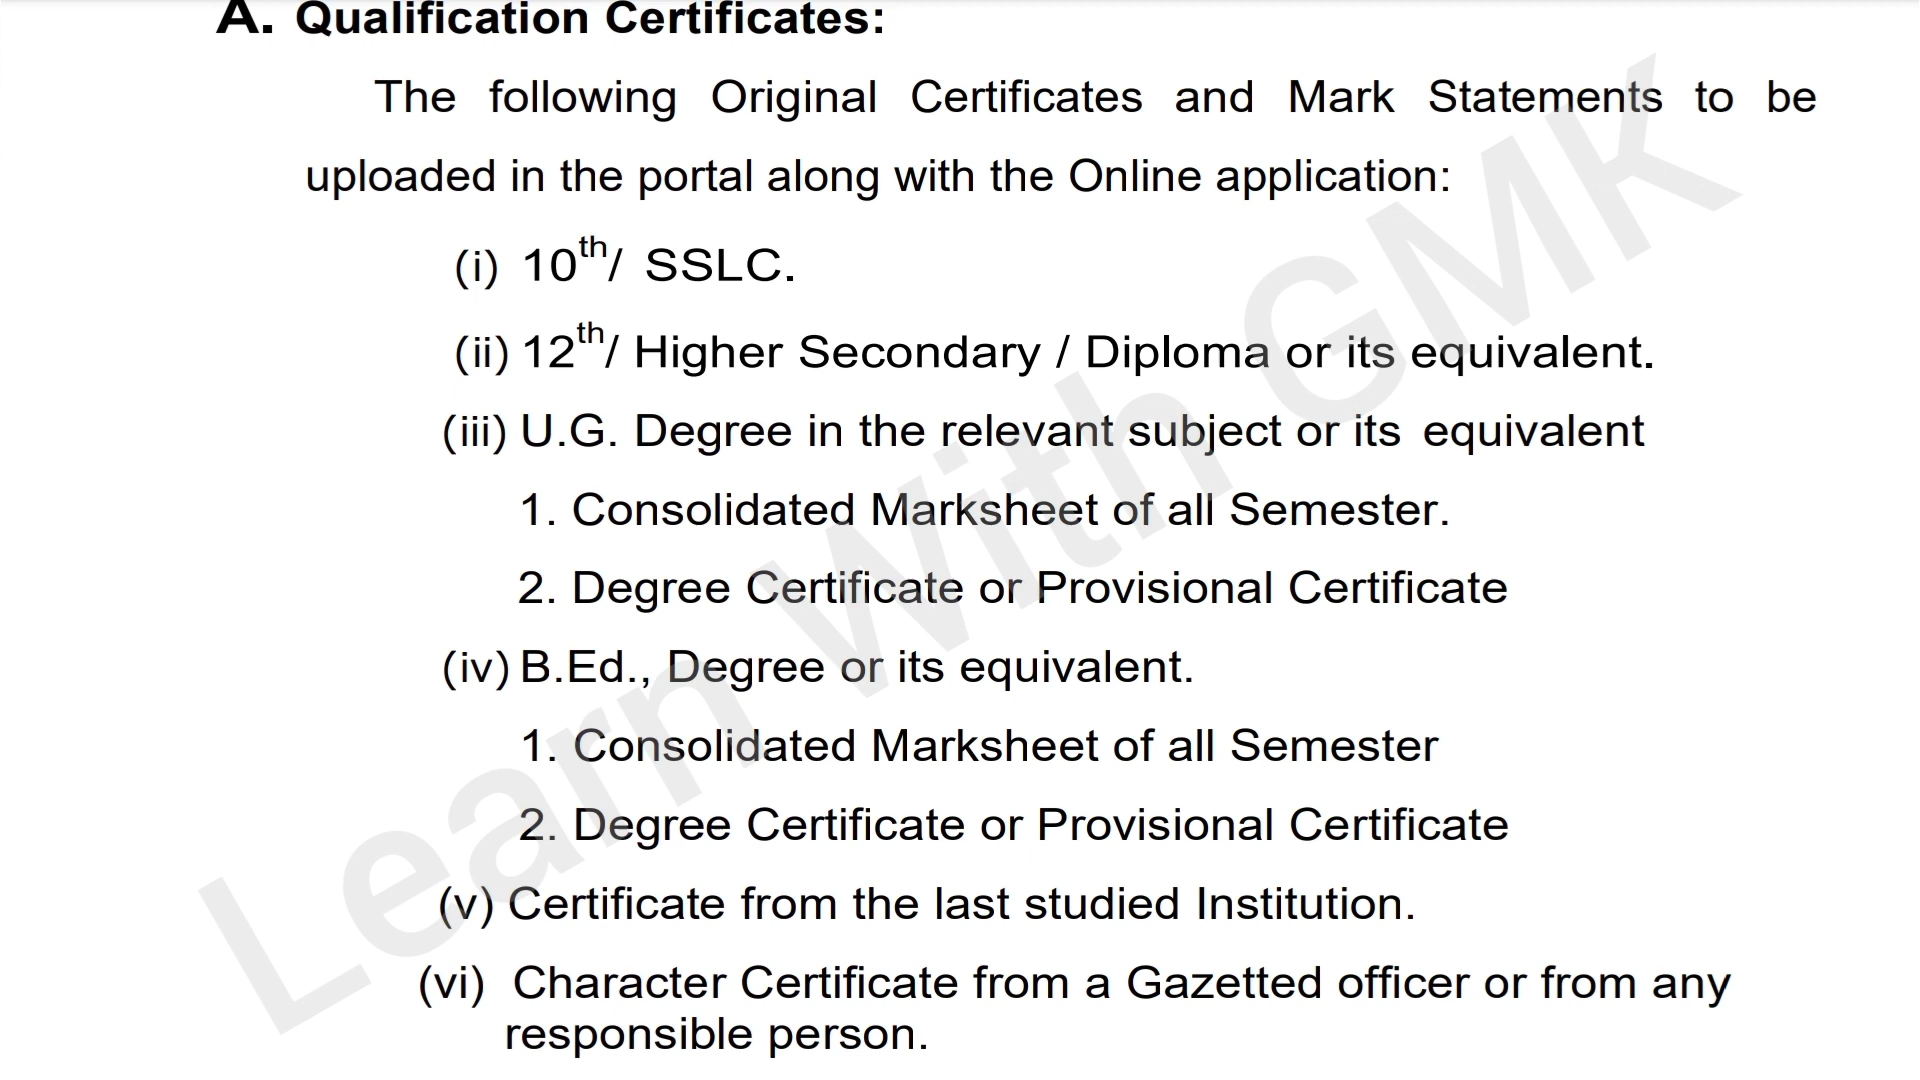 A. Qualification Certificates:
The following Original Certificates and Mark Statements to be
uploaded in the portal along with the Online application:
(i) 10th/ SSLC.
(ii) 12th/ Higher Secondary / Diploma or its equivalent.
(iii) U.G. Degree in the relevant subject or its equivalent
1. Consolidated Marksheet of all Semester.
2. Degree Certificate or Provisional Certificate
(iv) B.Ed., Degree or its equivalent.
1. Consolidated Marksheet of all Semester
2. Degree Certificate or Provisional Certificate
(v) Certificate from the last studied Institution.
(vi) Character Certificate from a Gazetted officer or from any
responsible person.
Learn With GMK